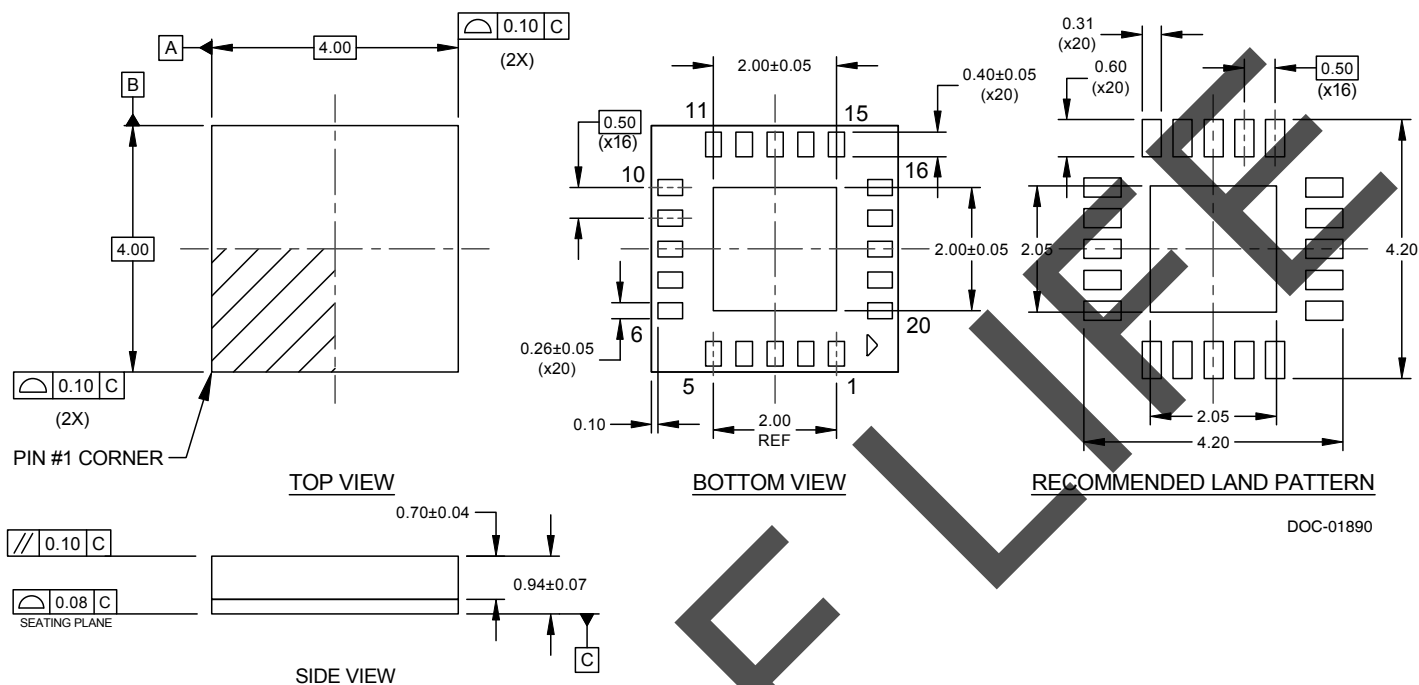 A
4.00
0.10 C
(2X)
B
4.00
0.10 C
(2X)
PIN #1 CORNER
TOP VIEW
2.00±0.05
0.40±0.05
(x20)
11
15
0.50
(x16)
10
16
2.00±0.05
6
20
0.26±0.05
(x20)
5
1
0.10
2.00
REF
BOTTOM VIEW
0.31
(x20)
0.60
(x20)
0.50
(x16)
2.05
4.20
2.05
4.20
RECOMMENDED LAND PATTERN
DOC-01890
// 0.10 C
0.70±0.04
0.94±0.07
0.08 C
SEATING PLANE
C
SIDE VIEW